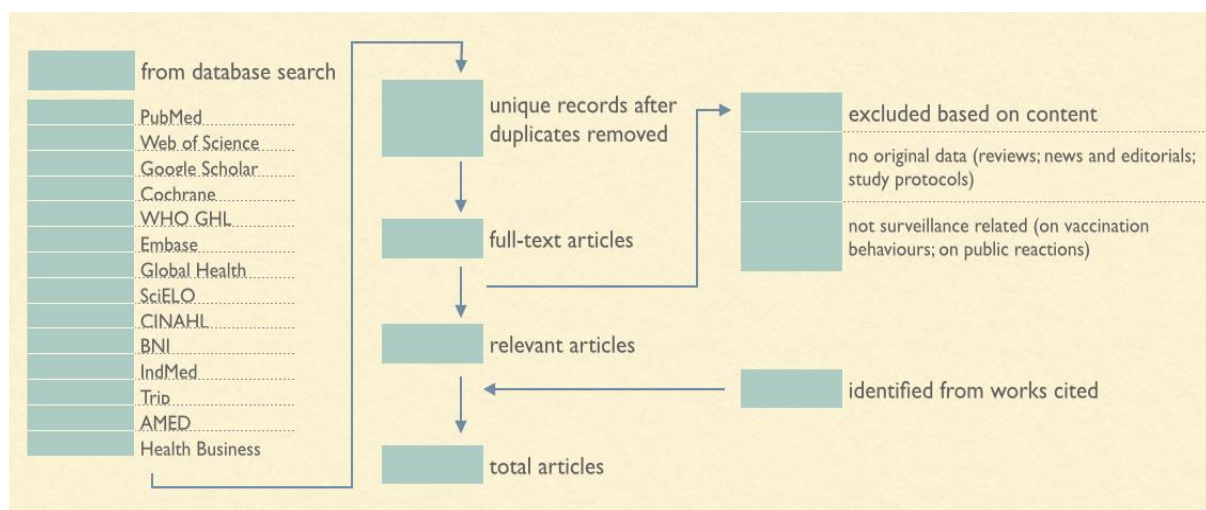 from database search
PubMed
Web of Science
Google Scholar
Cochrane
WHO GHL
Embase
Global Health
SciELO
CINAHL
BNI
IndMed
Trip
AMED
Health Business
unique records after
duplicates removed
full-text articles
relevant articles
total articles
excluded based on content
no original data (reviews; news and editorials;
study protocols)
not surveillance related (on vaccination
behaviours; on public reactions)
identified from works cited